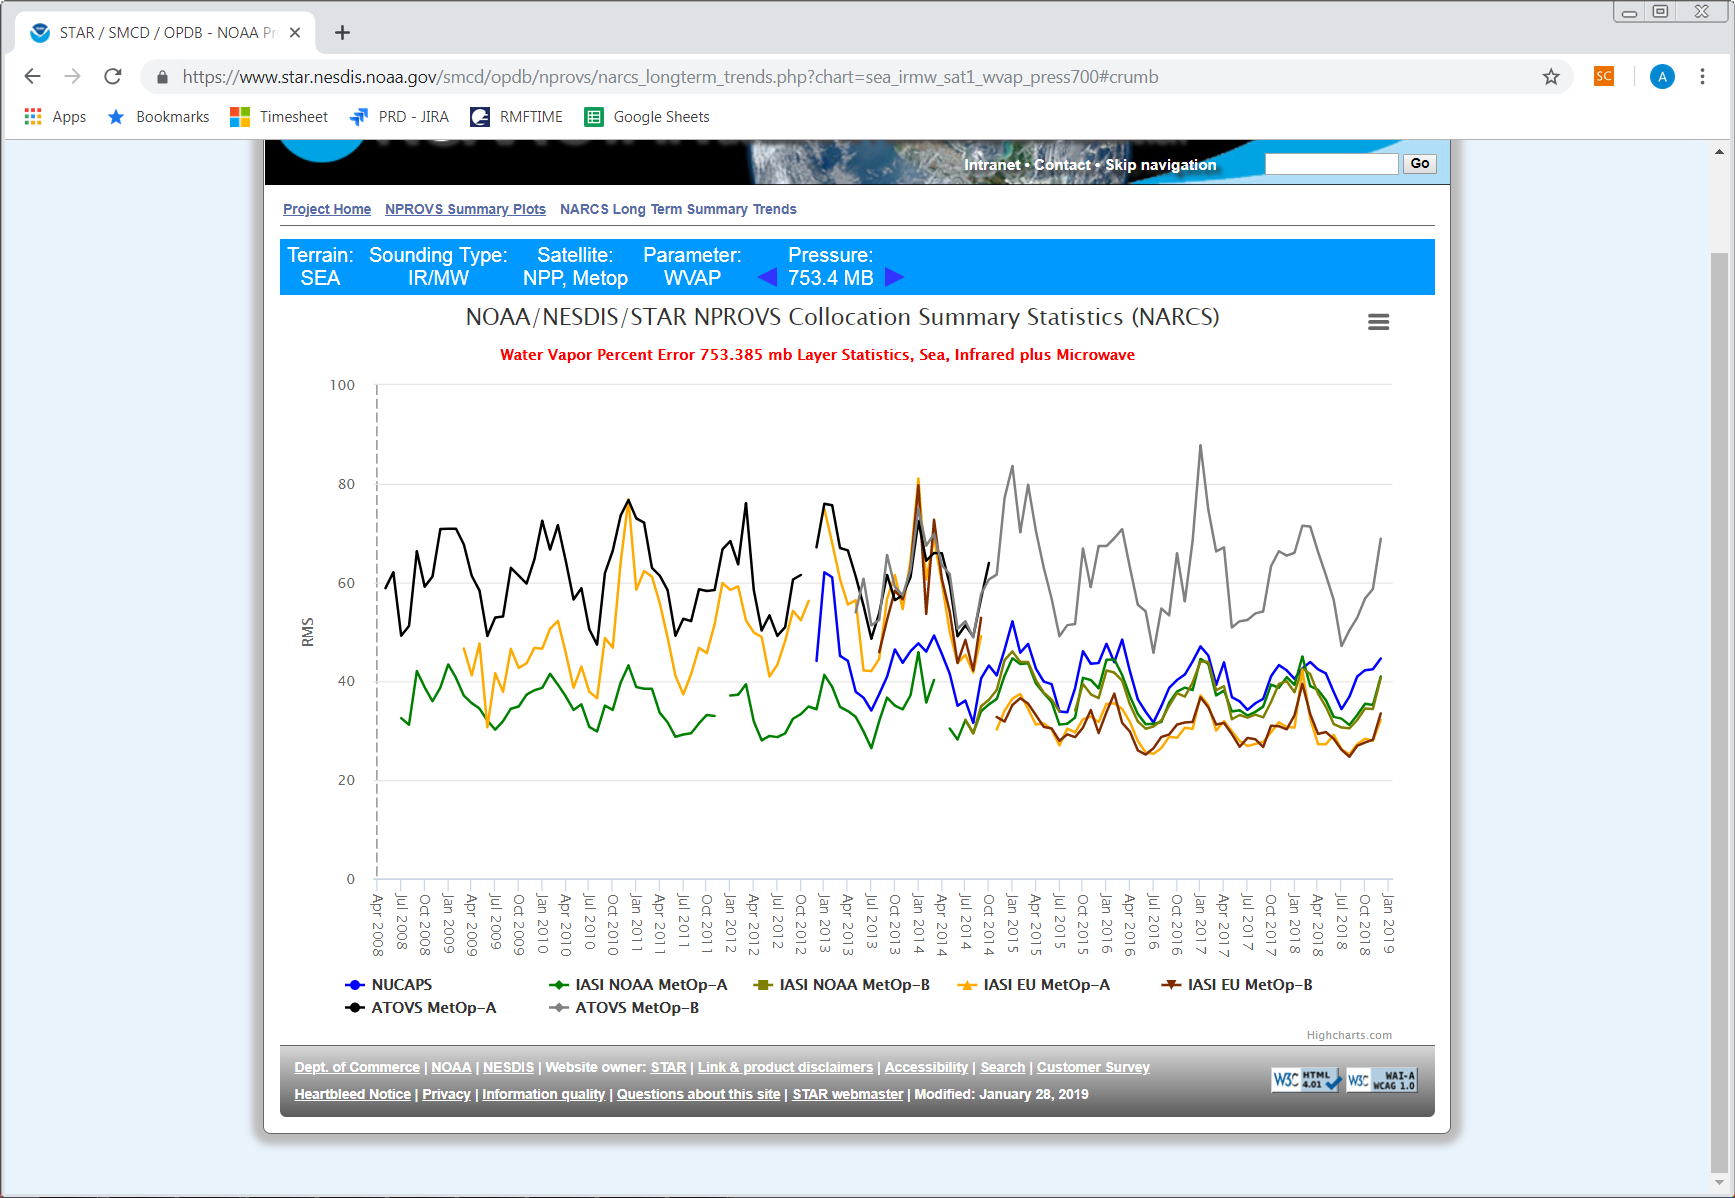 STAR / SMCD / OPDB - NOAA Pr
https://www.star.nesdis.noaa.gov/smcd/opdb/nprovs/narcs_longterm_trends.php?chart=sea_irmw_sat1_wvap_press700#crumb
SC
A
Apps Bookmarks Timesheet PRD - JIRA RMFTIME Google Sheets
Intranet • Contact • Skip navigation Go
Project Home NPROVS Summary Plots NARCS Long Term Summary Trends
Terrain: Sounding Type: Satellite: Parameter: Pressure:
SEA IR/MW NPP, Metop WVAP 753.4 MB
NOAA/NESDIS/STAR NPROVS Collocation Summary Statistics (NARCS)
Water Vapor Percent Error 753.385 mb Layer Statistics, Sea, Infrared plus Microwave
100
80
60
RMS
40
20
0
Apr 2008 Jul 2008 Oct 2008 Jan 2009 Apr 2009 Jul 2009 Oct 2009 Jan 2010 Apr 2010 Jul 2010 Oct 2010 Jan 2011 Apr 2011 Jul 2011 Oct 2011 Jan 2012 Apr 2012 Jul 2012 Oct 2012 Jan 2013 Apr 2013 Jul 2013 Oct 2013 Jan 2014 Apr 2014 Jul 2014 Oct 2014 Jan 2015 Apr 2015 Jul 2015 Oct 2015 Jan 2016 Apr 2016 Jul 2016 Oct 2016 Jan 2017 Apr 2017 Jul 2017 Oct 2017 Jan 2018 Apr 2018 Jul 2018 Oct 2018 Jan 2019
NUCAPS IASI NOAA MetOp-A IASI NOAA MetOp-B IASI EU MetOp-A IASI EU MetOp-B
ATOVS MetOp-A ATOVS MetOp-B
Highcharts.com
Dept. of Commerce | NOAA | NESDIS | Website owner: STAR | Link & product disclaimers | Accessibility | Search | Customer Survey
Heartbleed Notice | Privacy | Information quality | Questions about this site | STAR webmaster | Modified: January 28, 2019
W3C HTML 4.01 W3C WAI-A WCAG 1.0